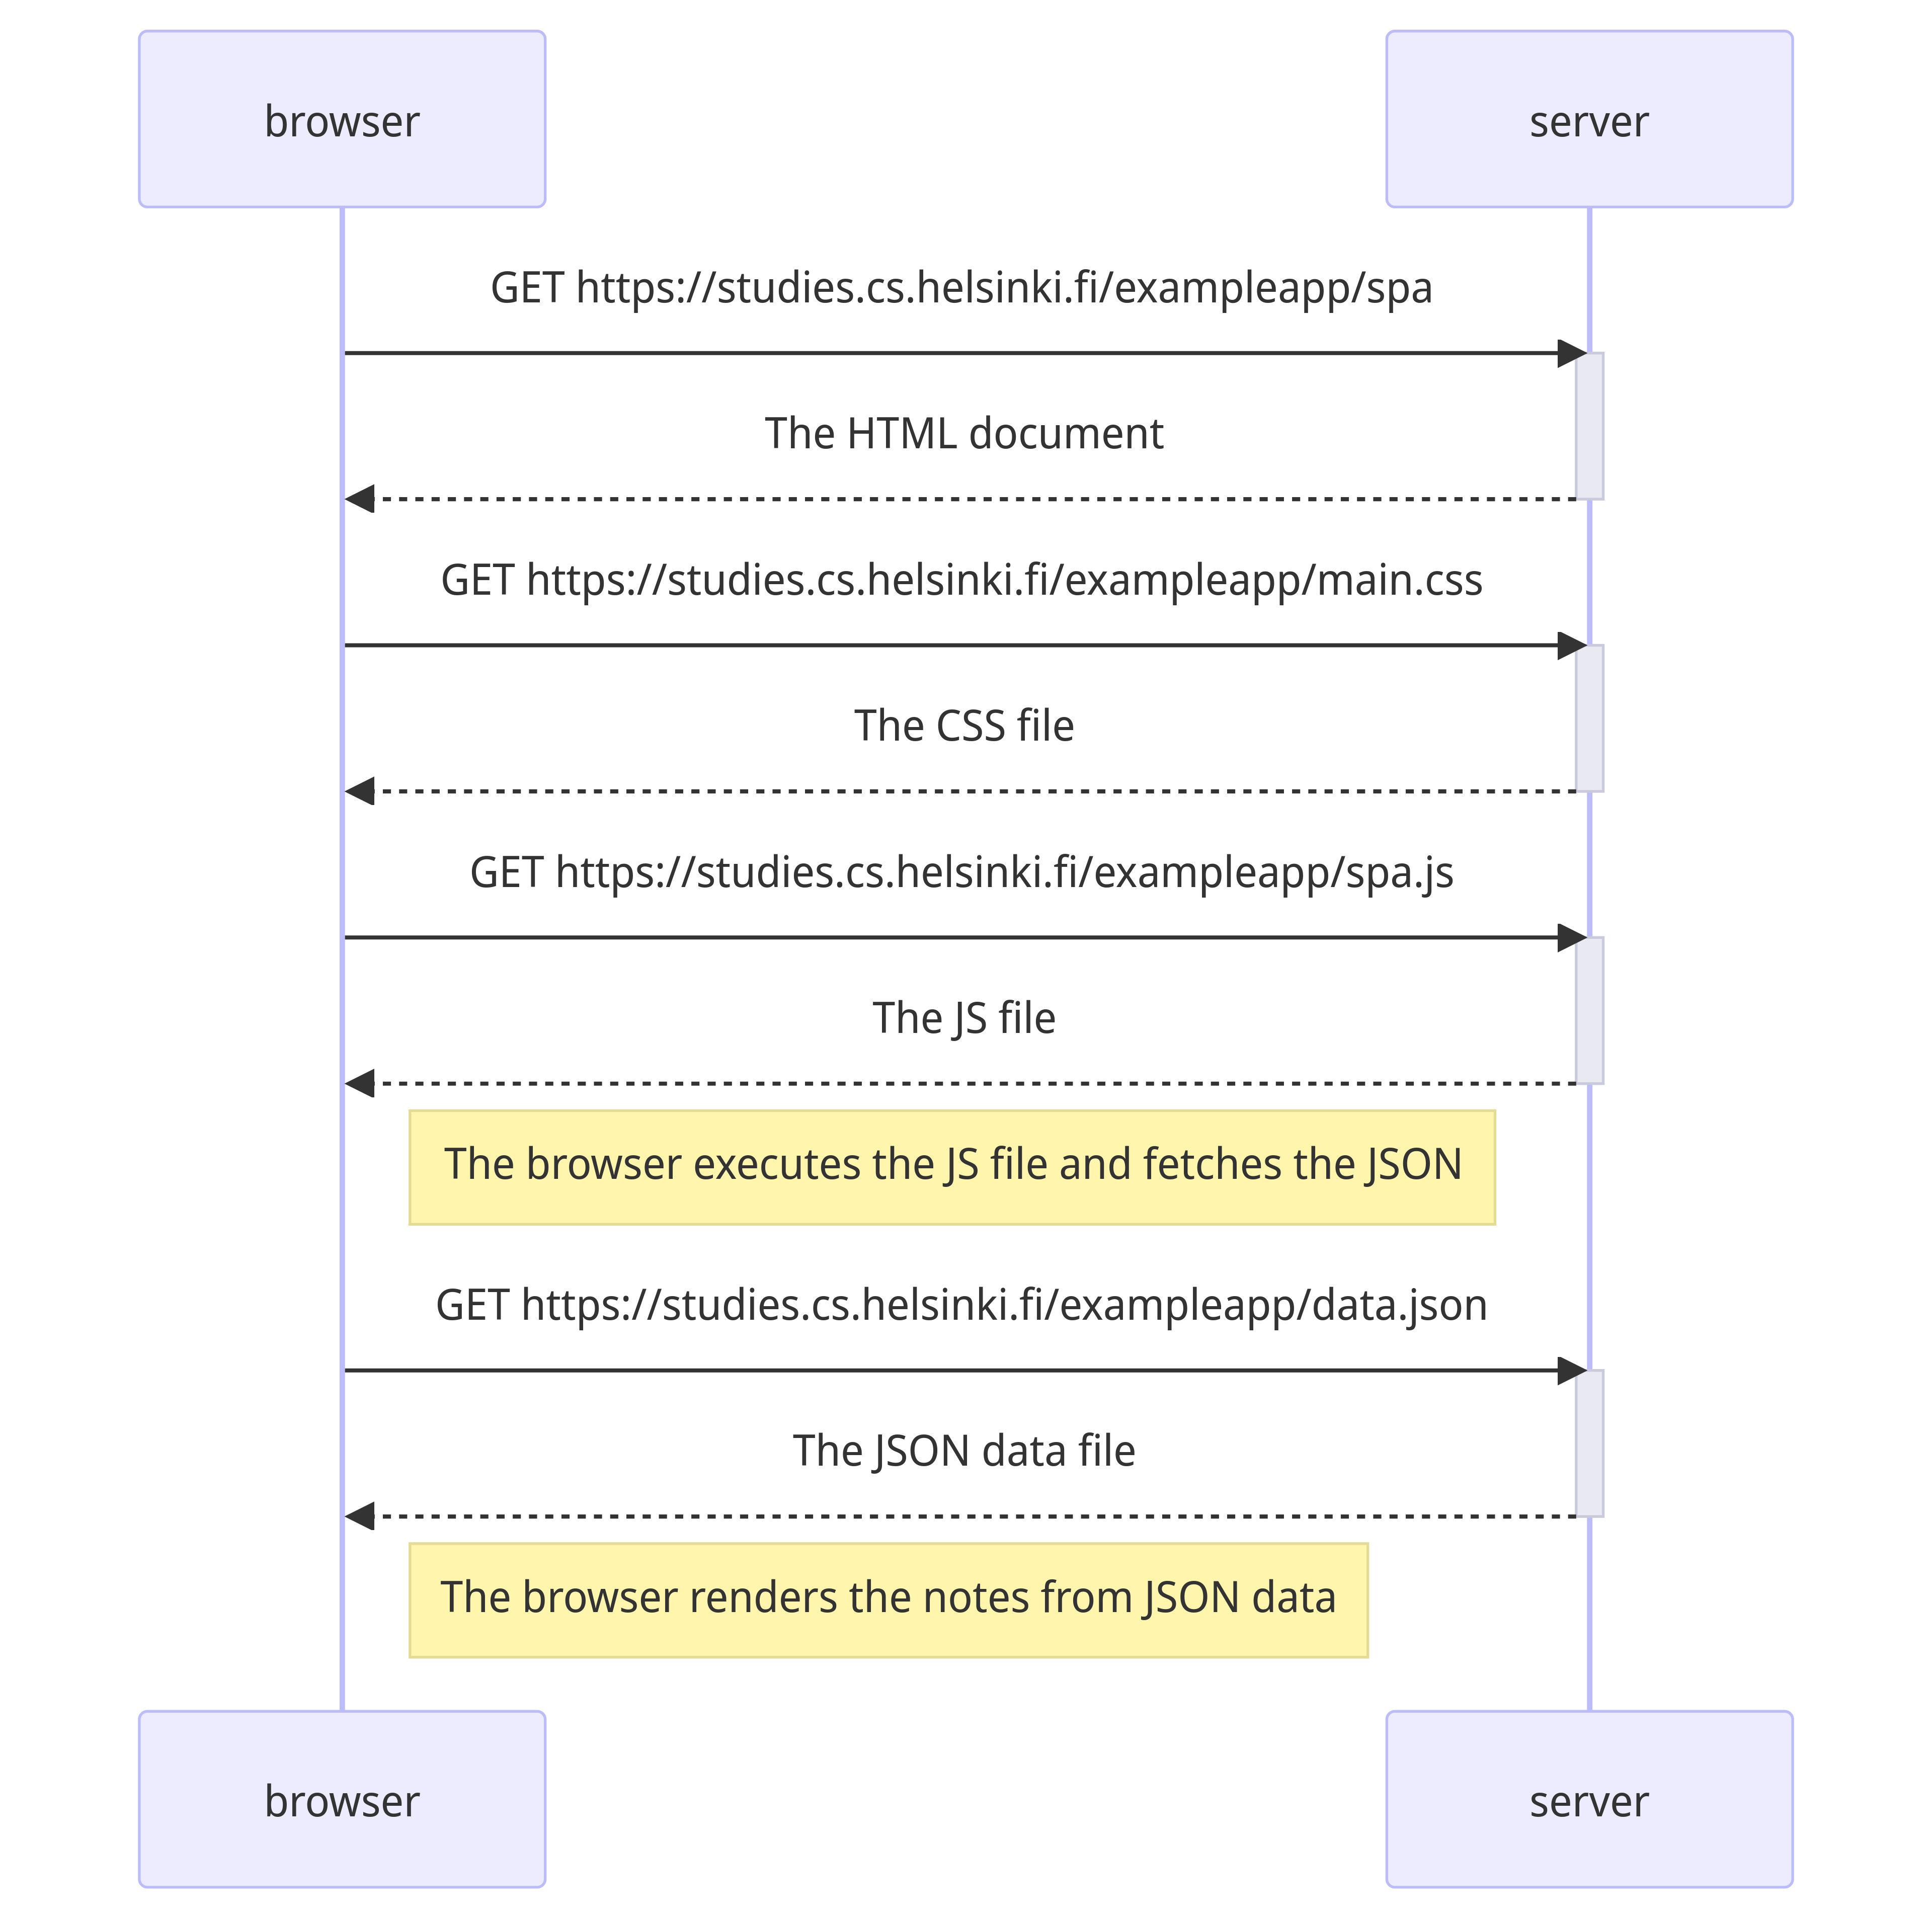 browser
server
GET https://studies.cs.helsinki.fi/exampleapp/spa
The HTML document
GET https://studies.cs.helsinki.fi/exampleapp/main.css
The CSS file
GET https://studies.cs.helsinki.fi/exampleapp/spa.js
The JS file
The browser executes the JS file and fetches the JSON
GET https://studies.cs.helsinki.fi/exampleapp/data.json
The JSON data file
The browser renders the notes from JSON data
browser
server